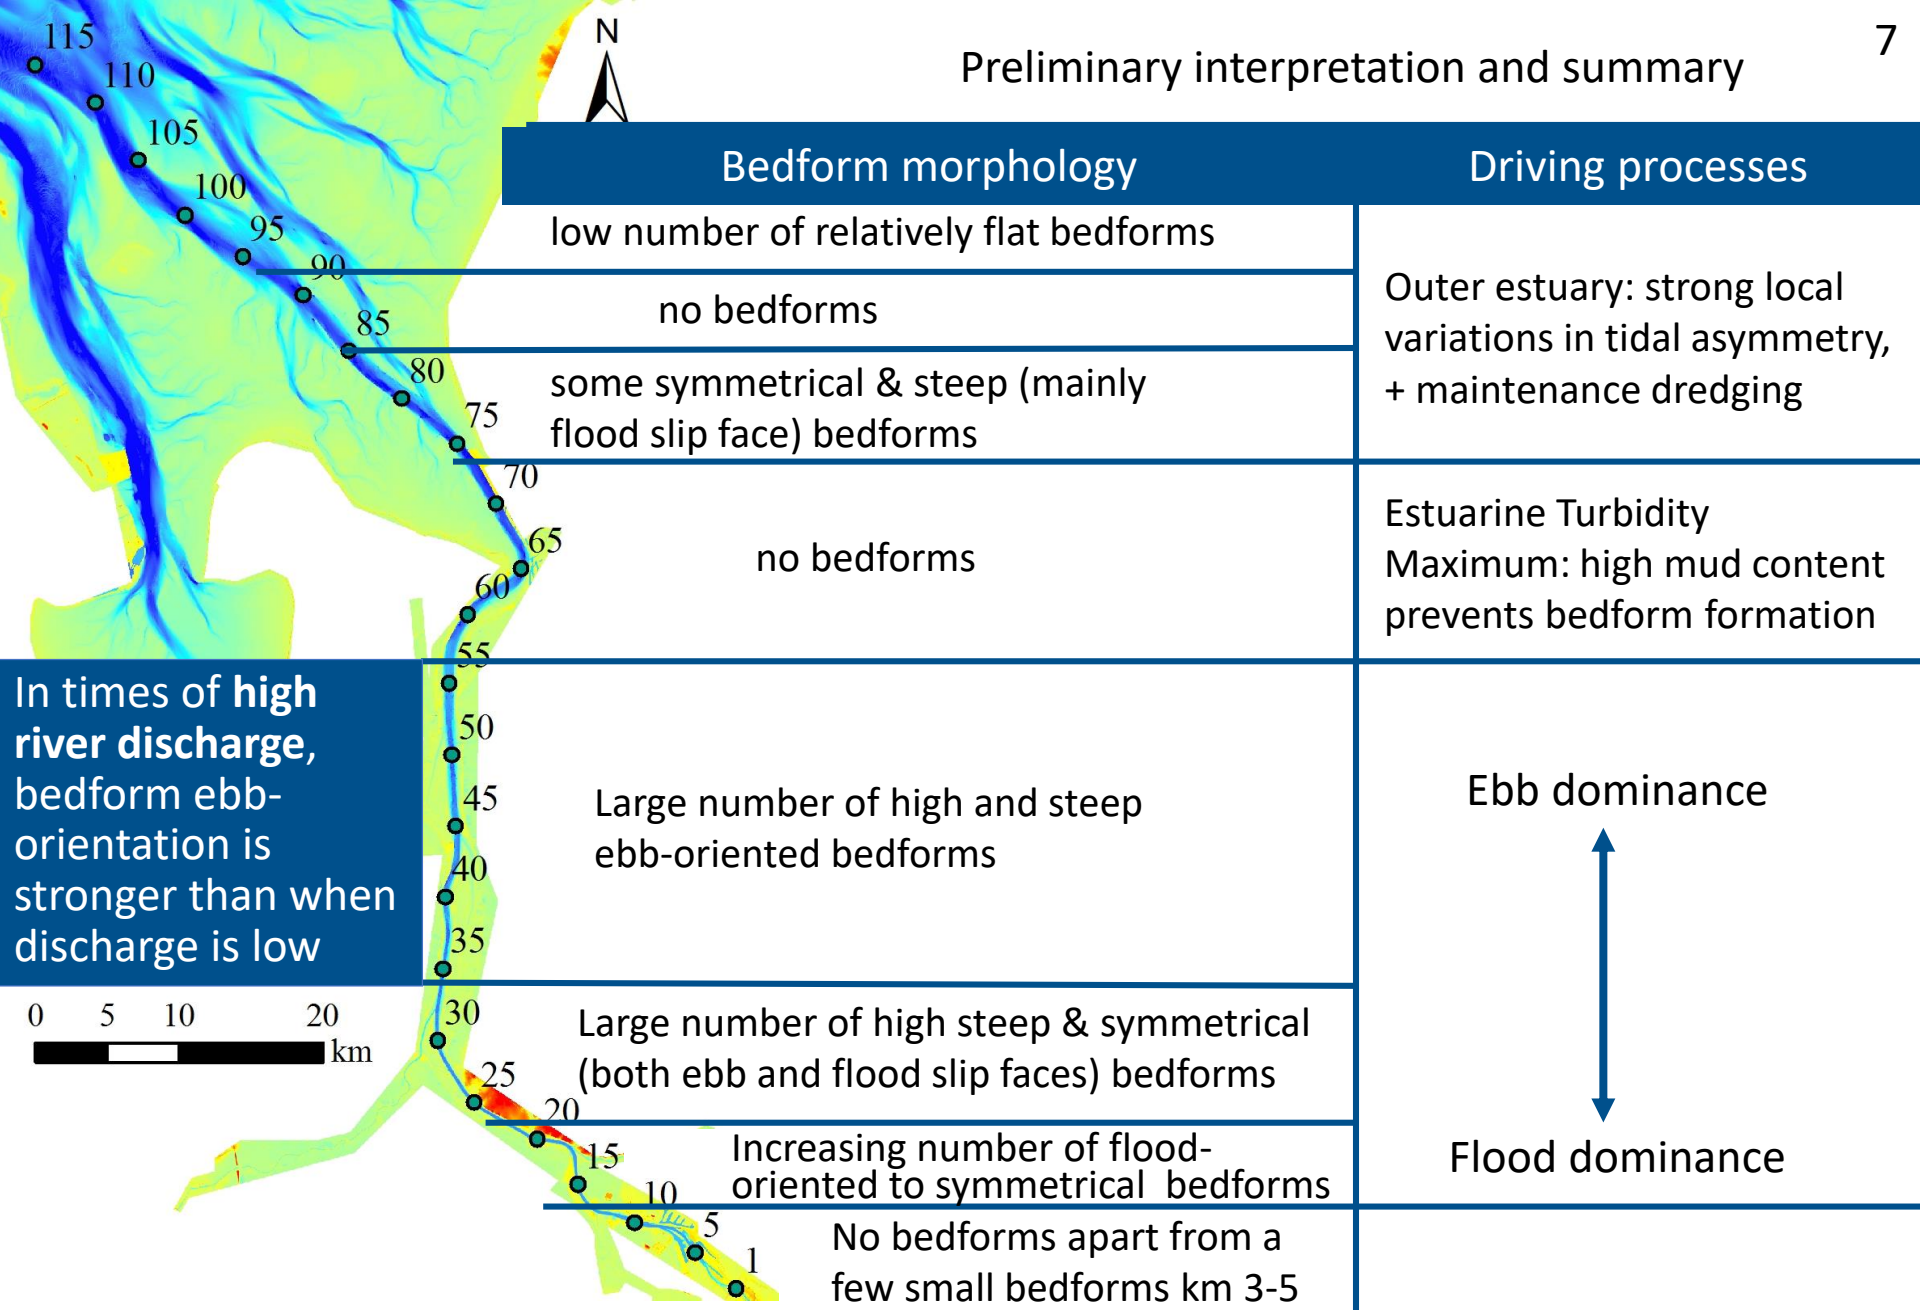 7
Preliminary interpretation and summary
N
115
110
105
100
95
90
85
80
75
70
65
60
55
50
45
40
35
30
25
20
15
10
5
1
Bedform morphology
Driving processes
low number of relatively flat bedforms
no bedforms
some symmetrical & steep (mainly
flood slip face) bedforms
Outer estuary: strong local
variations in tidal asymmetry,
+ maintenance dredging
no bedforms
Estuarine Turbidity
Maximum: high mud content
prevents bedform formation
In times of high
river discharge,
bedform ebb-
orientation is
stronger than when
discharge is low
Large number of high and steep
ebb-oriented bedforms
Ebb dominance
Large number of high steep & symmetrical
(both ebb and flood slip faces) bedforms
Increasing number of flood-
oriented to symmetrical bedforms
Flood dominance
No bedforms apart from a
few small bedforms km 3-5
0 5 10 20
km